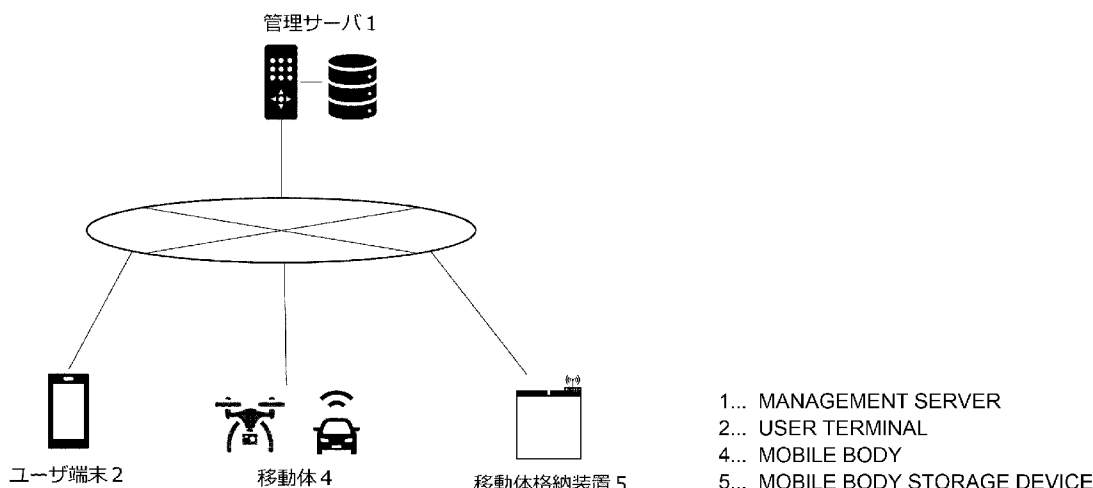 管理サーバ1
ユーザ端末2
移動体4
移動体格納装置5
1... MANAGEMENT SERVER
2... USER TERMINAL
4... MOBILE BODY
5... MOBILE BODY STORAGE DEVICE